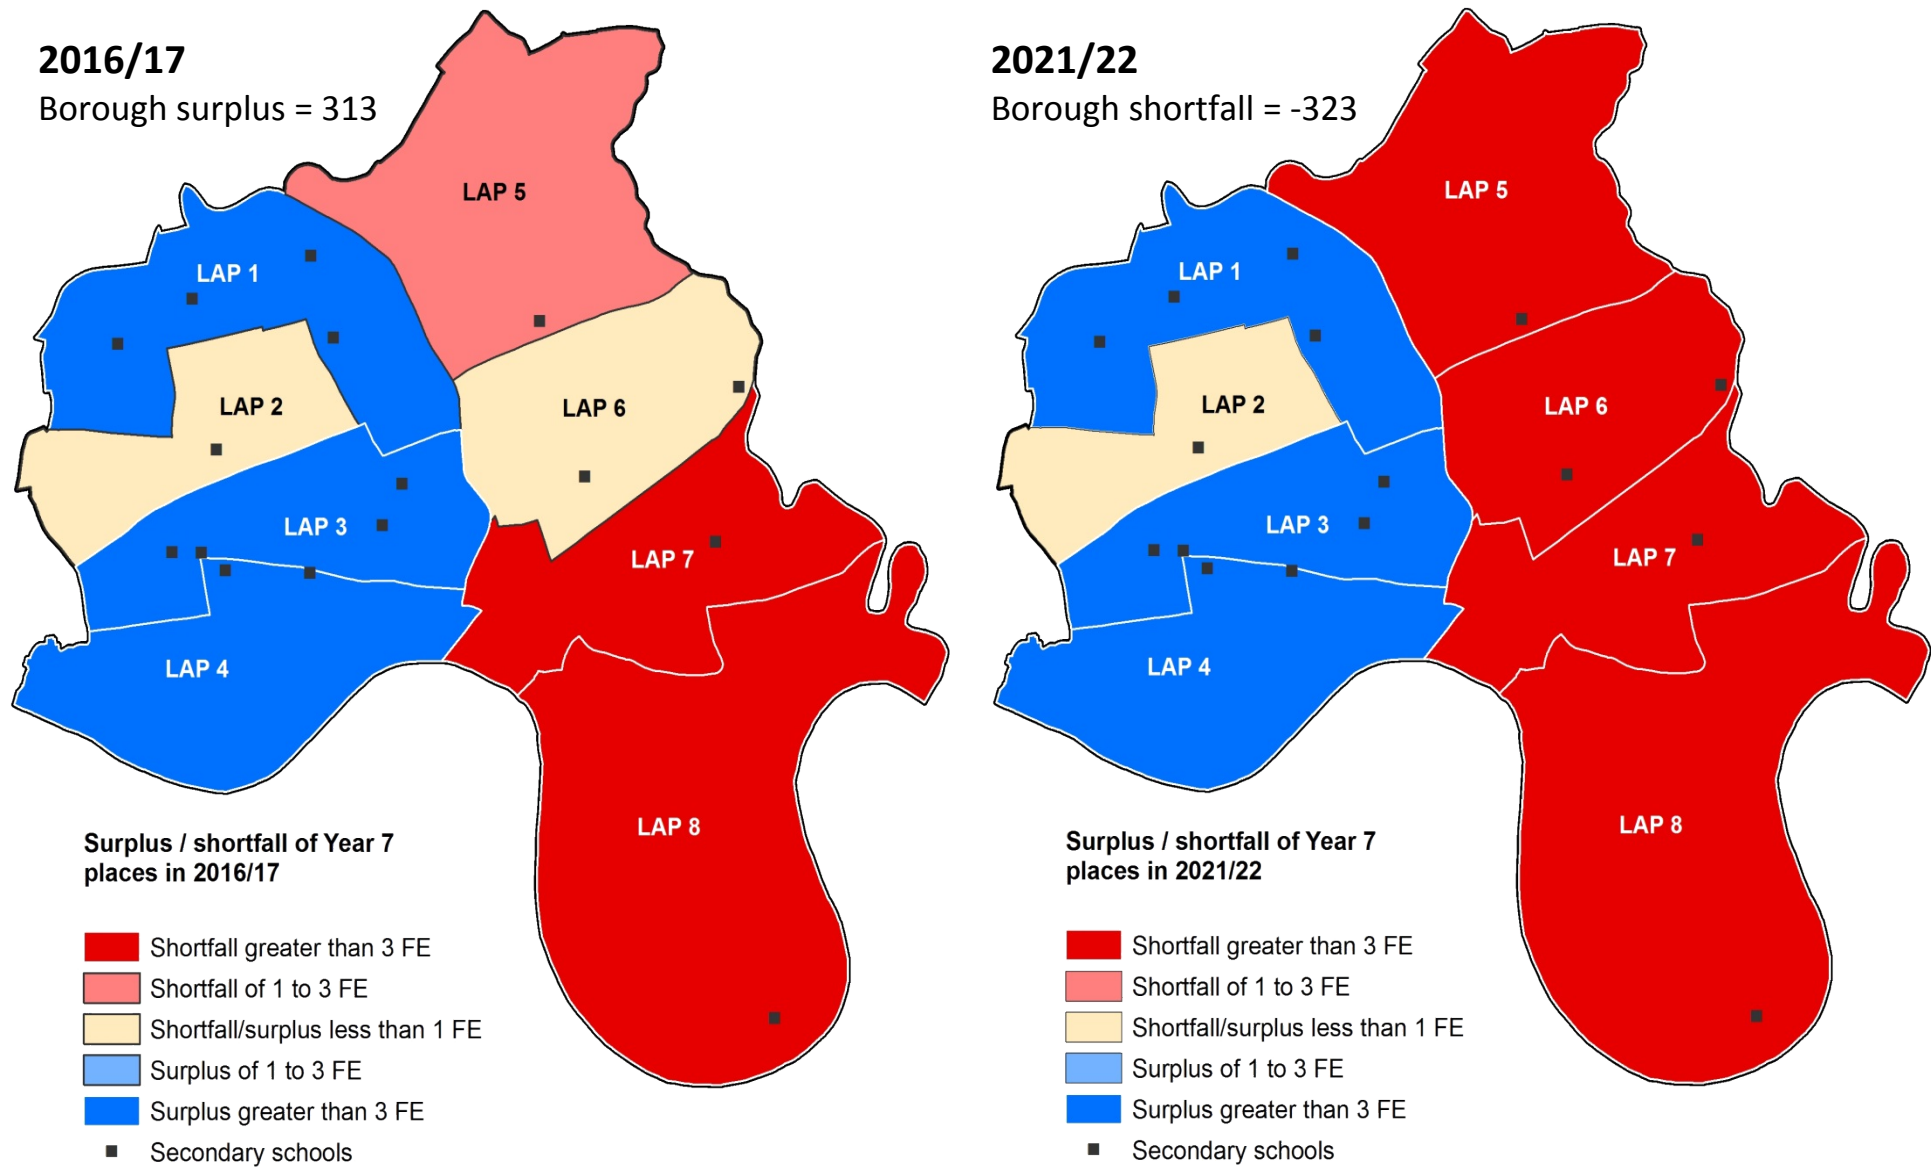 2016/17
Borough surplus = 313
LAP 5
LAP 1
LAP 2
LAP 6
LAP 3
LAP 7
LAP 4
LAP 8
Surplus / shortfall of Year 7
places in 2016/17
Shortfall greater than 3 FE
Shortfall of 1 to 3 FE
Shortfall/surplus less than 1 FE
Surplus of 1 to 3 FE
Surplus greater than 3 FE
Secondary schools
2021/22
Borough shortfall = -323
LAP 5
LAP 1
LAP 2
LAP 6
LAP 3
LAP 7
LAP 4
LAP 8
Surplus / shortfall of Year 7
places in 2021/22
Shortfall greater than 3 FE
Shortfall of 1 to 3 FE
Shortfall/surplus less than 1 FE
Surplus of 1 to 3 FE
Surplus greater than 3 FE
Secondary schools